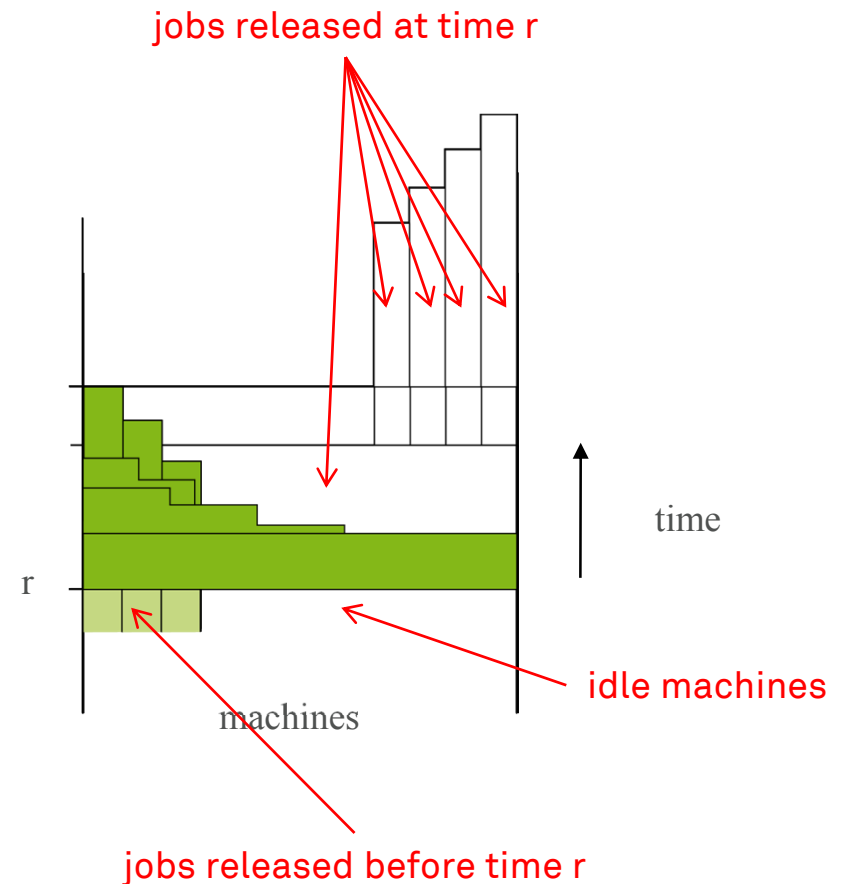 jobs released at time r
time
r
idle machines
machines
jobs released before time r